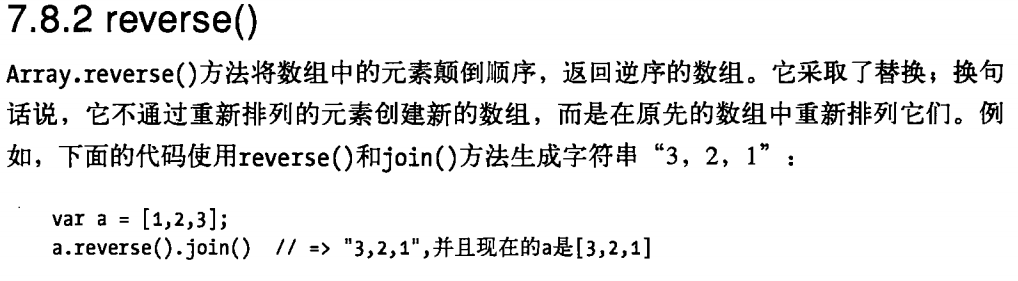 7.8.2 reverse()
Array.reverse()方法将数组中的元素颠倒顺序，返回逆序的数组。它采取了替换；换句
话说，它不通过重新排列的元素创建新的数组，而是在原先的数组中重新排列它们。例
如，下面的代码使用reverse()和join()方法生成字符串“3，2，1”：
var a = [1,2,3];
a.reverse().join() // => "3,2,1",并且现在的a是[3,2,1]